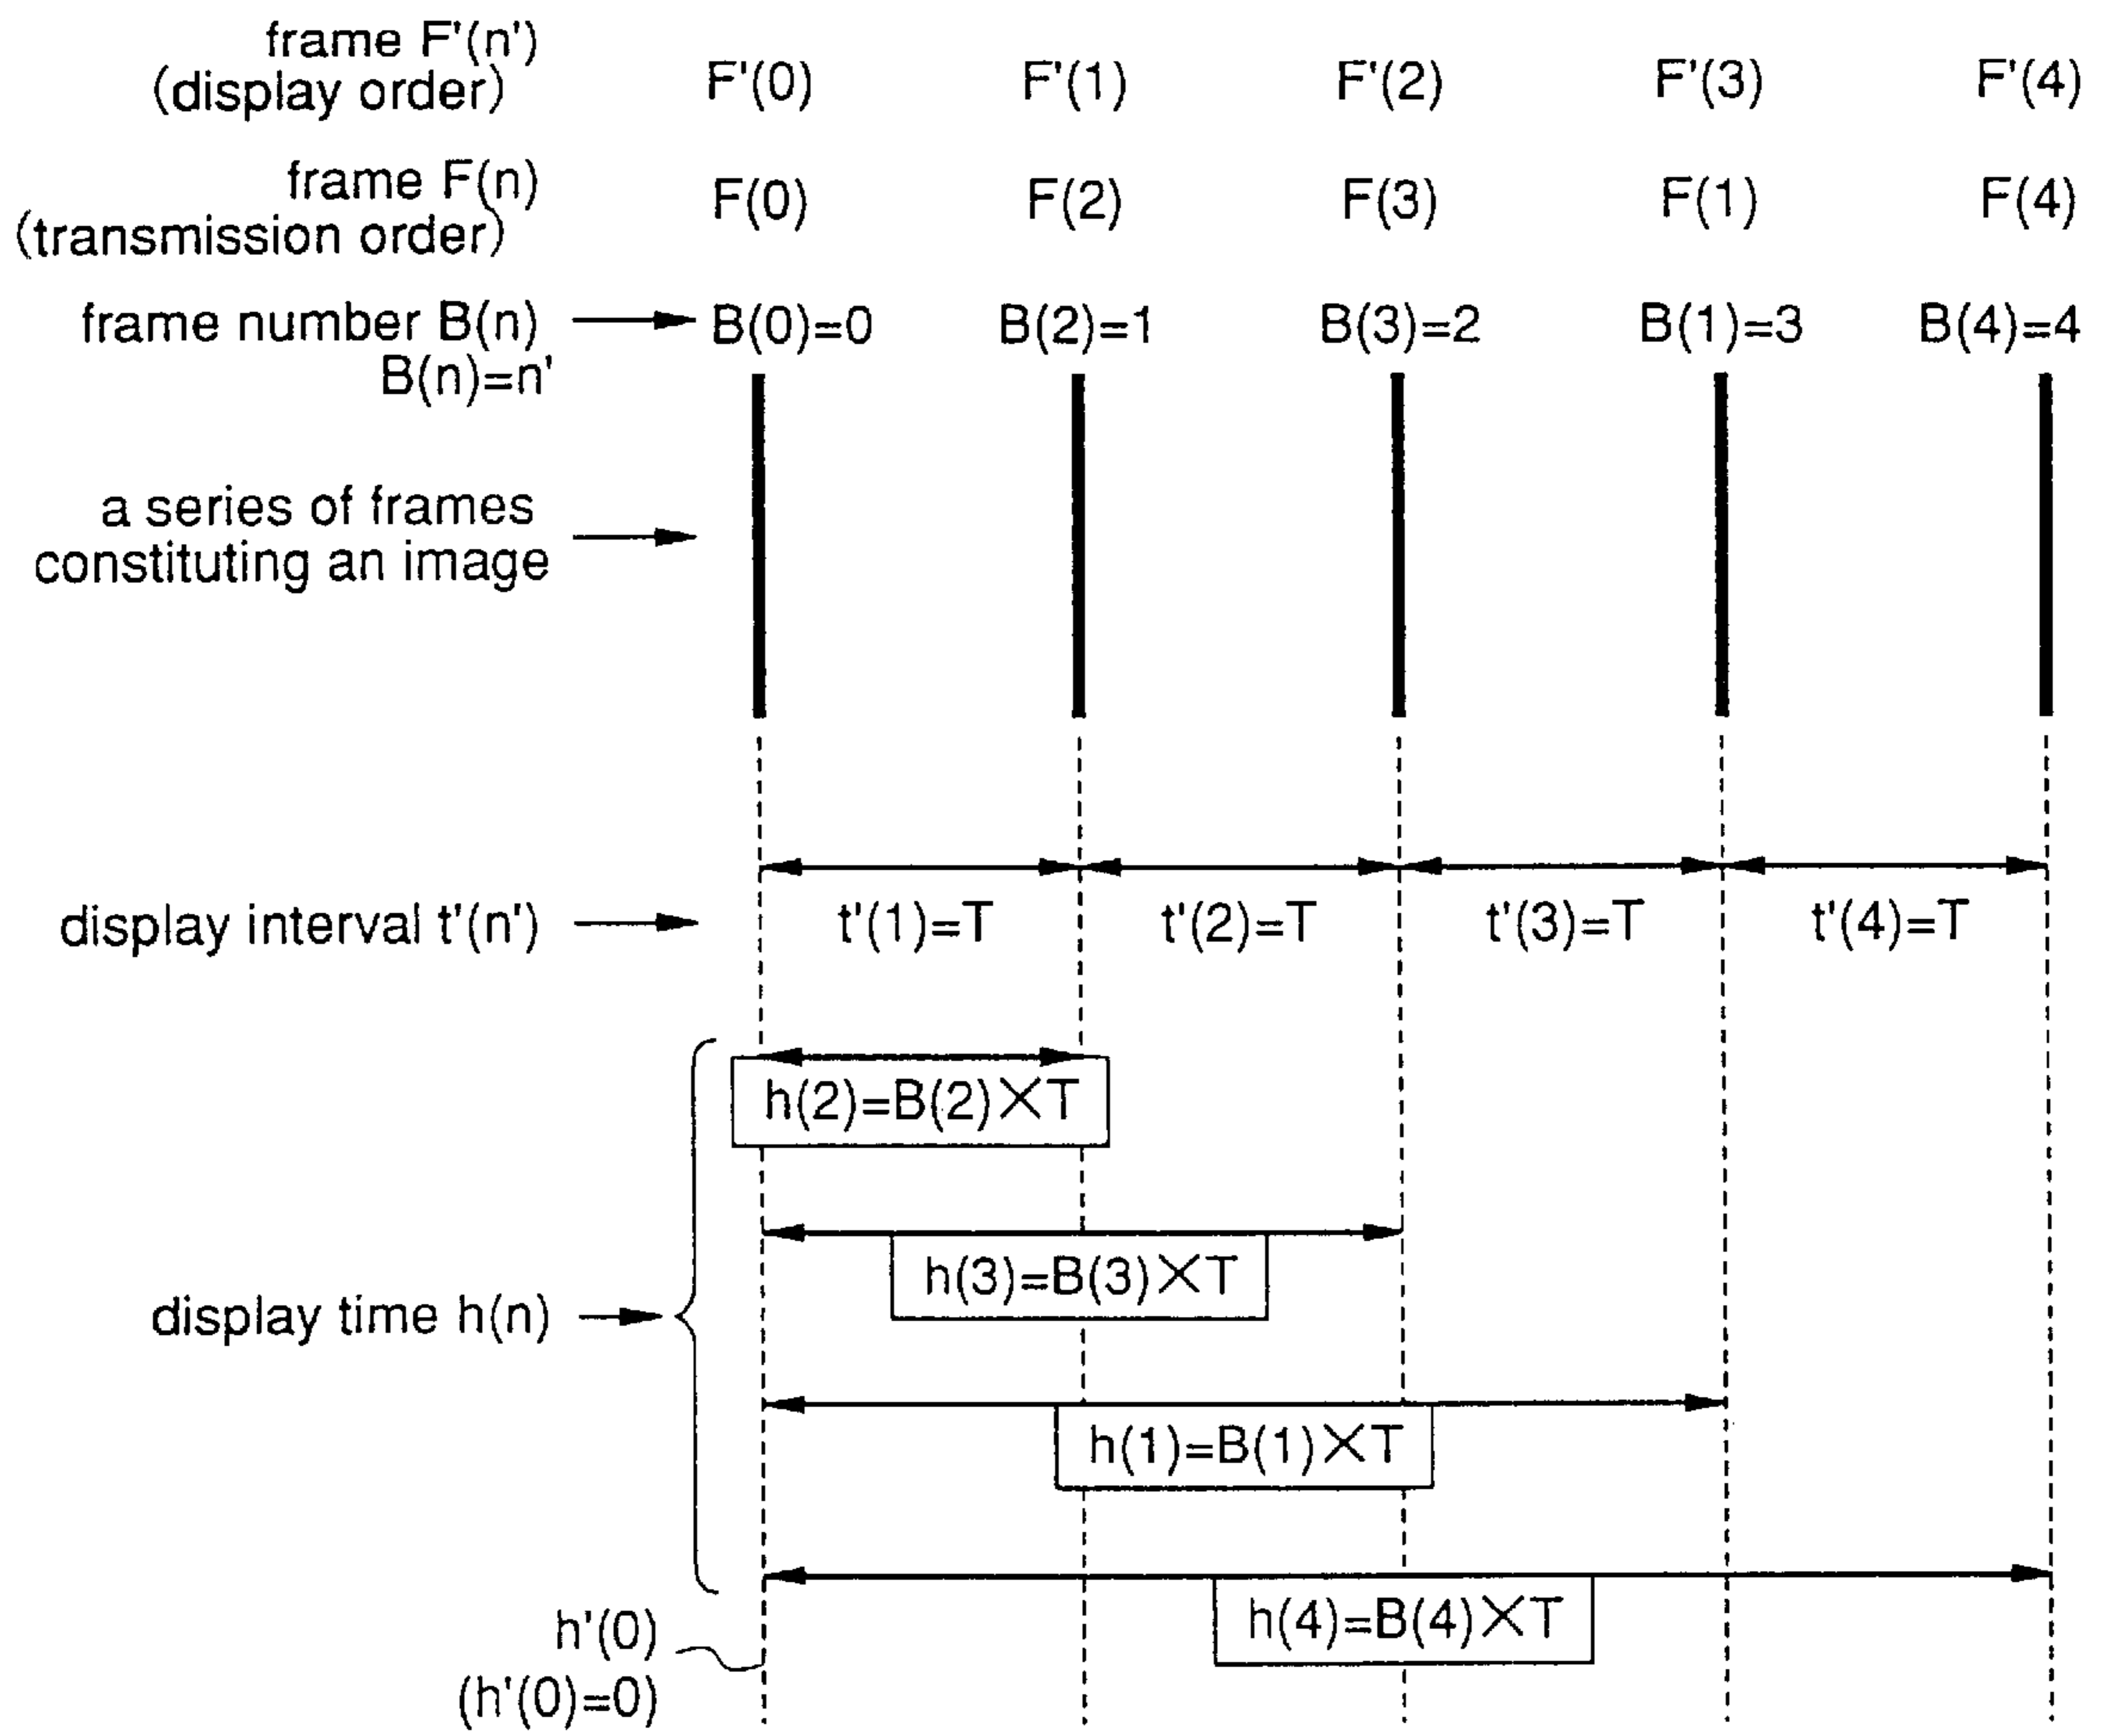 frame F'(n')
(display order)
F'(0) F'(1) F'(2) F'(3) F'(4)
frame F(n)
(transmission order)
F(0) F(2) F(3) F(1) F(4)
frame number B(n)
B(n)=n'
B(0)=0 B(2)=1 B(3)=2 B(1)=3 B(4)=4
a series of frames
constituting an image
display interval t'(n')
t'(1)=T t'(2)=T t'(3)=T t'(4)=T
h(2)=B(2)×T
h(3)=B(3)×T
display time h(n)
h(1)=B(1)×T
h(4)=B(4)×T
h'(0)
(h'(0)=0)